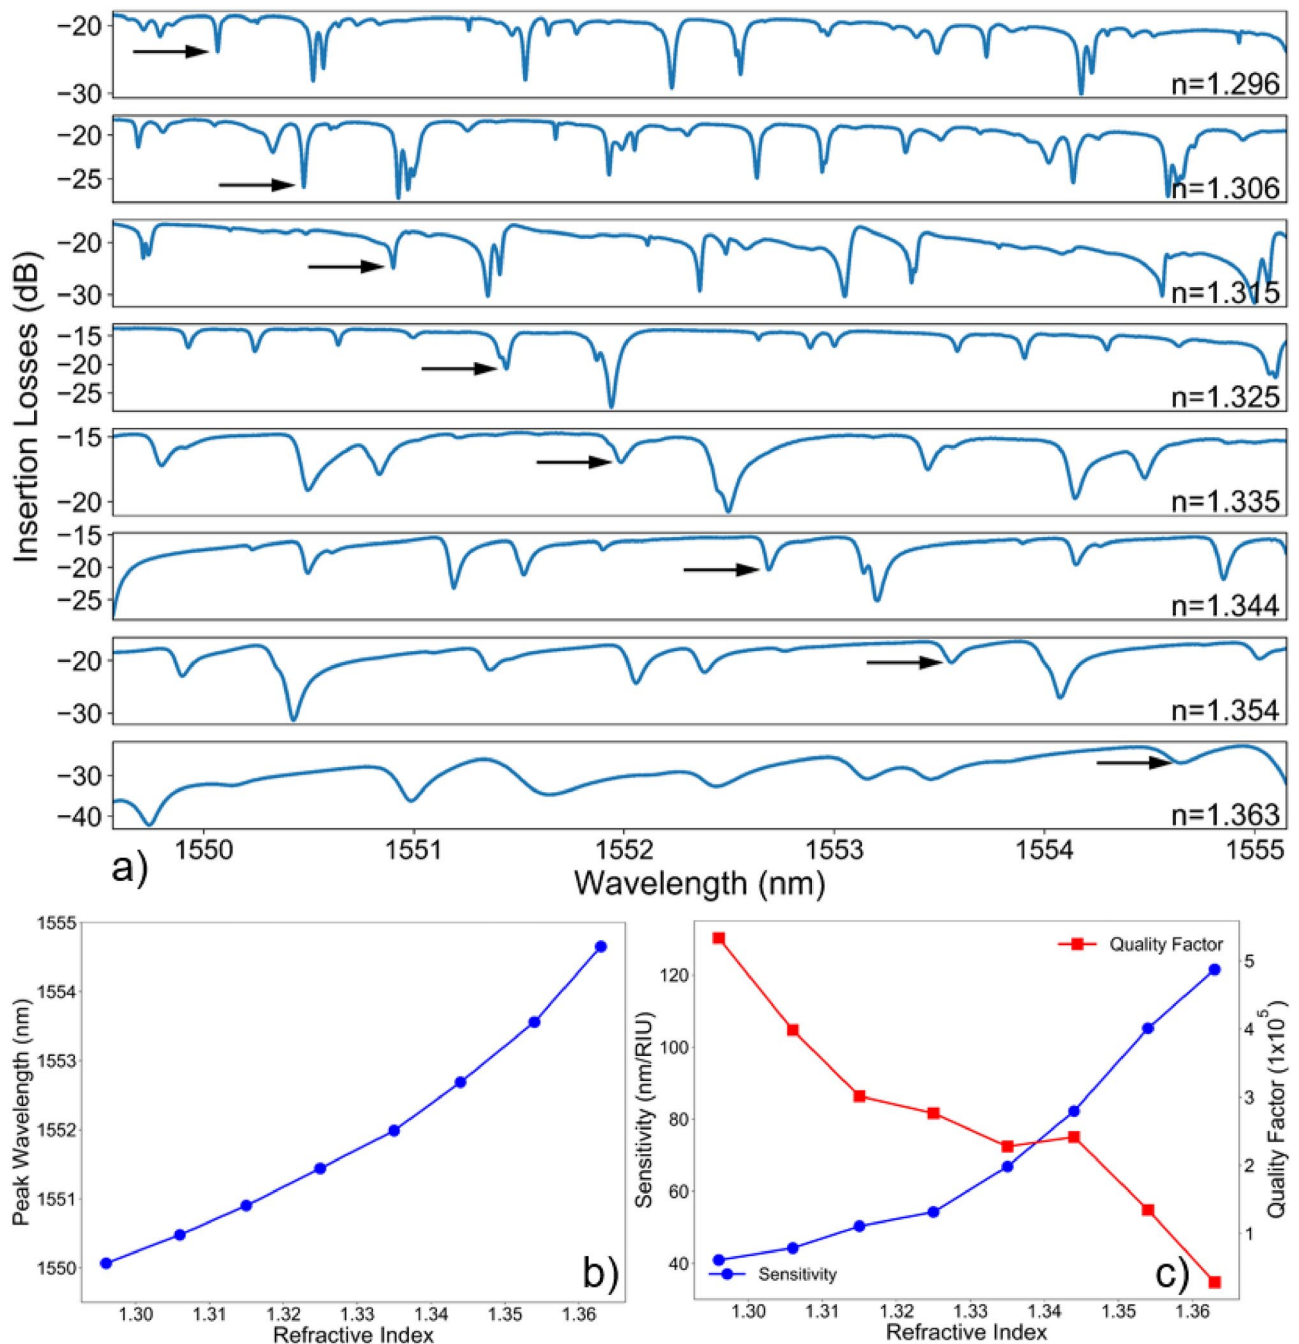 −20
−30
n=1.296
−20
−25
n=1.306
−20
−30
n=1.315
−15
−20
−25
n=1.325
−15
−20
n=1.335
−15
−20
−25
n=1.344
−20
−30
n=1.354
−30
−40
n=1.363
Insertion Losses (dB)
1550 1551 1552 1553 1554 1555
a)
Wavelength (nm)
1555
1554
1553
1552
1551
1550
Peak Wavelength (nm)
b)
1.30 1.31 1.32 1.33 1.34 1.35 1.36
Refractive Index
120
100
80
60
40
Sensitivity (nm/RIU)
Quality Factor
5
4
3
2
1
Quality Factor (1x10⁵)
Sensitivity
c)
1.30 1.31 1.32 1.33 1.34 1.35 1.36
Refractive Index